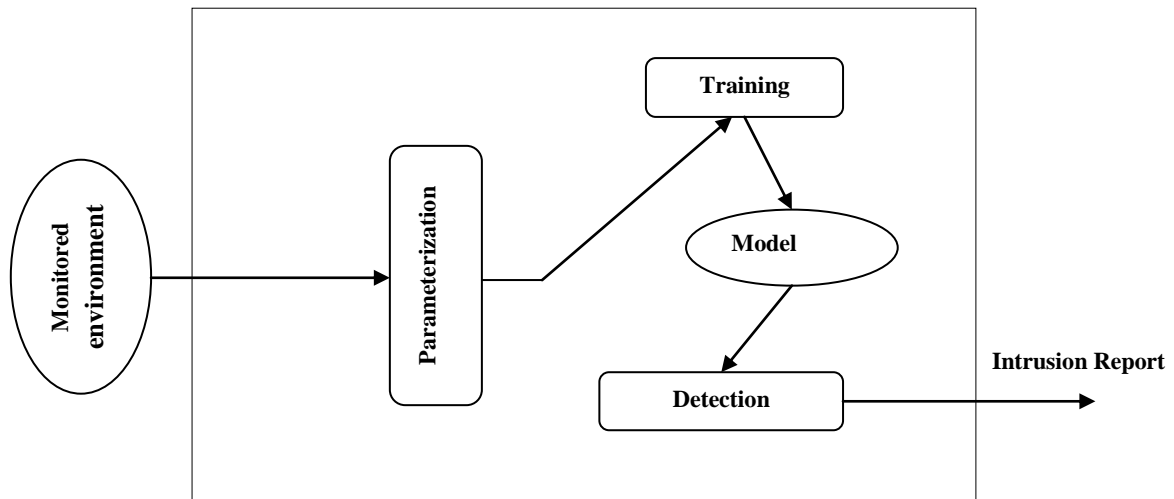 Monitored
environment
Parameterization
Training
Model
Detection
Intrusion Report